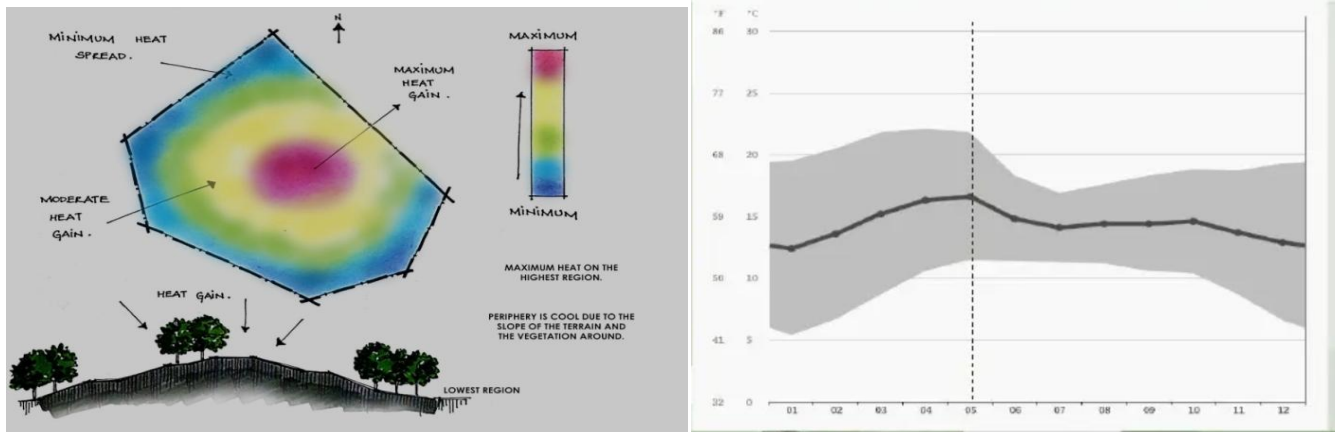 N
MINIMUM HEAT
SPREAD.
MAXIMUM
HEAT
GAIN.
MODERATE
HEAT
GAIN.
MAXIMUM
MINIMUM
MAXIMUM HEAT ON THE
HIGHEST REGION.
PERIPHERY IS COOL DUE TO THE
SLOPE OF THE TERRAIN AND
THE VEGETATION AROUND.
HEAT GAIN.
LOWEST REGION
°F °C
86 30
77 25
68 20
59 15
50 10
41 5
32 0
01 02 03 04 05 06 07 08 09 10 11 12